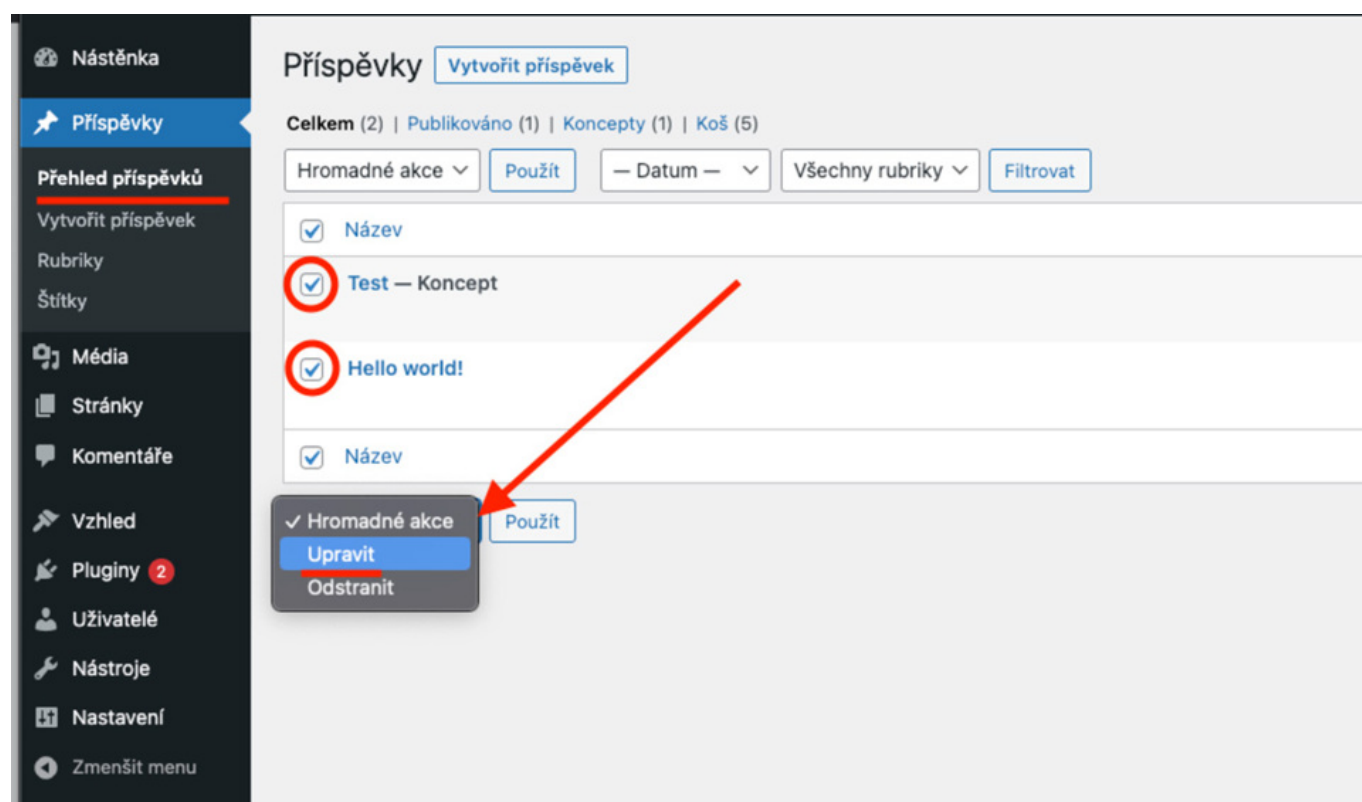 Nástěnka
Příspěvky
Přehled příspěvků
Vytvořit příspěvek
Rubriky
Štítky
Média
Stránky
Komentáře
Vzhled
Pluginy 2
Uživatelé
Nástroje
Nastavení
Zmenšit menu
Příspěvky Vytvořit příspěvek
Celkem (2) | Publikováno (1) | Koncepty (1) | Koš (5)
Hromadné akce Použít — Datum — Všechny rubriky Filtrovat
Název
Test — Koncept
Hello world!
Název
✓ Hromadné akce Použít
Upravit
Odstranit